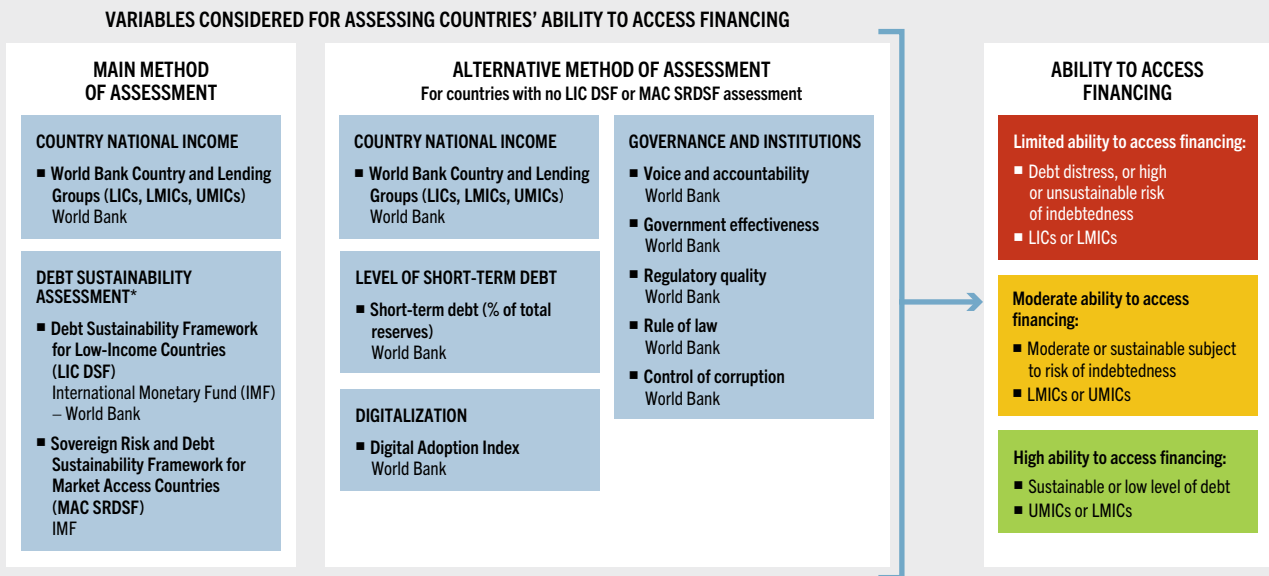 VARIABLES CONSIDERED FOR ASSESSING COUNTRIES’ ABILITY TO ACCESS FINANCING
MAIN METHOD
OF ASSESSMENT
COUNTRY NATIONAL INCOME
■ World Bank Country and Lending
Groups (LICs, LMICs, UMICs)
World Bank
DEBT SUSTAINABILITY
ASSESSMENT*
■ Debt Sustainability Framework
for Low-Income Countries
(LIC DSF)
International Monetary Fund (IMF)
– World Bank
■ Sovereign Risk and Debt
Sustainability Framework for
Market Access Countries
(MAC SRDSF)
IMF
ALTERNATIVE METHOD OF ASSESSMENT
For countries with no LIC DSF or MAC SRDSF assessment
COUNTRY NATIONAL INCOME
■ World Bank Country and Lending
Groups (LICs, LMICs, UMICs)
World Bank
LEVEL OF SHORT-TERM DEBT
■ Short-term debt (% of total
reserves)
World Bank
DIGITALIZATION
■ Digital Adoption Index
World Bank
GOVERNANCE AND INSTITUTIONS
■ Voice and accountability
World Bank
■ Government effectiveness
World Bank
■ Regulatory quality
World Bank
■ Rule of law
World Bank
■ Control of corruption
World Bank
ABILITY TO ACCESS
FINANCING
Limited ability to access financing:
■ Debt distress, or high
or unsustainable risk
of indebtedness
■ LICs or LMICs
Moderate ability to access
financing:
■ Moderate or sustainable subject
to risk of indebtedness
■ LMICs or UMICs
High ability to access financing:
■ Sustainable or low level of debt
■ UMICs or LMICs